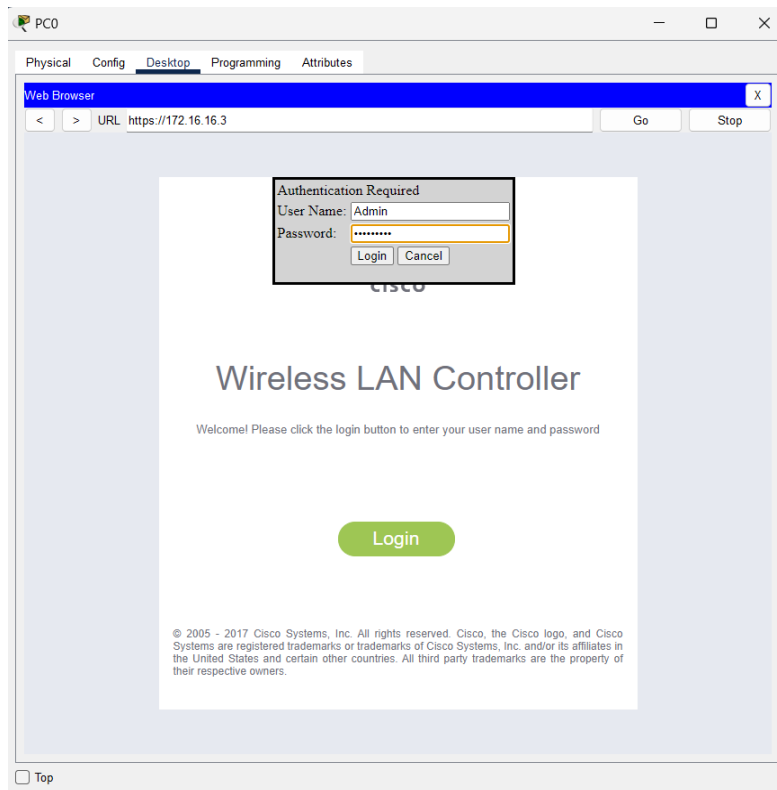 PC0
Physical Config Desktop Programming Attributes
Web Browser X
< > URL https://172.16.16.3 Go Stop
Authentication Required
User Name: Admin
Password: •••••••••
Login Cancel
cisco
Wireless LAN Controller
Welcome! Please click the login button to enter your user name and password
Login
© 2005 - 2017 Cisco Systems, Inc. All rights reserved. Cisco, the Cisco logo, and Cisco
Systems are registered trademarks or trademarks of Cisco Systems, Inc. and/or its affiliates in
the United States and certain other countries. All third party trademarks are the property of
their respective owners.
Top